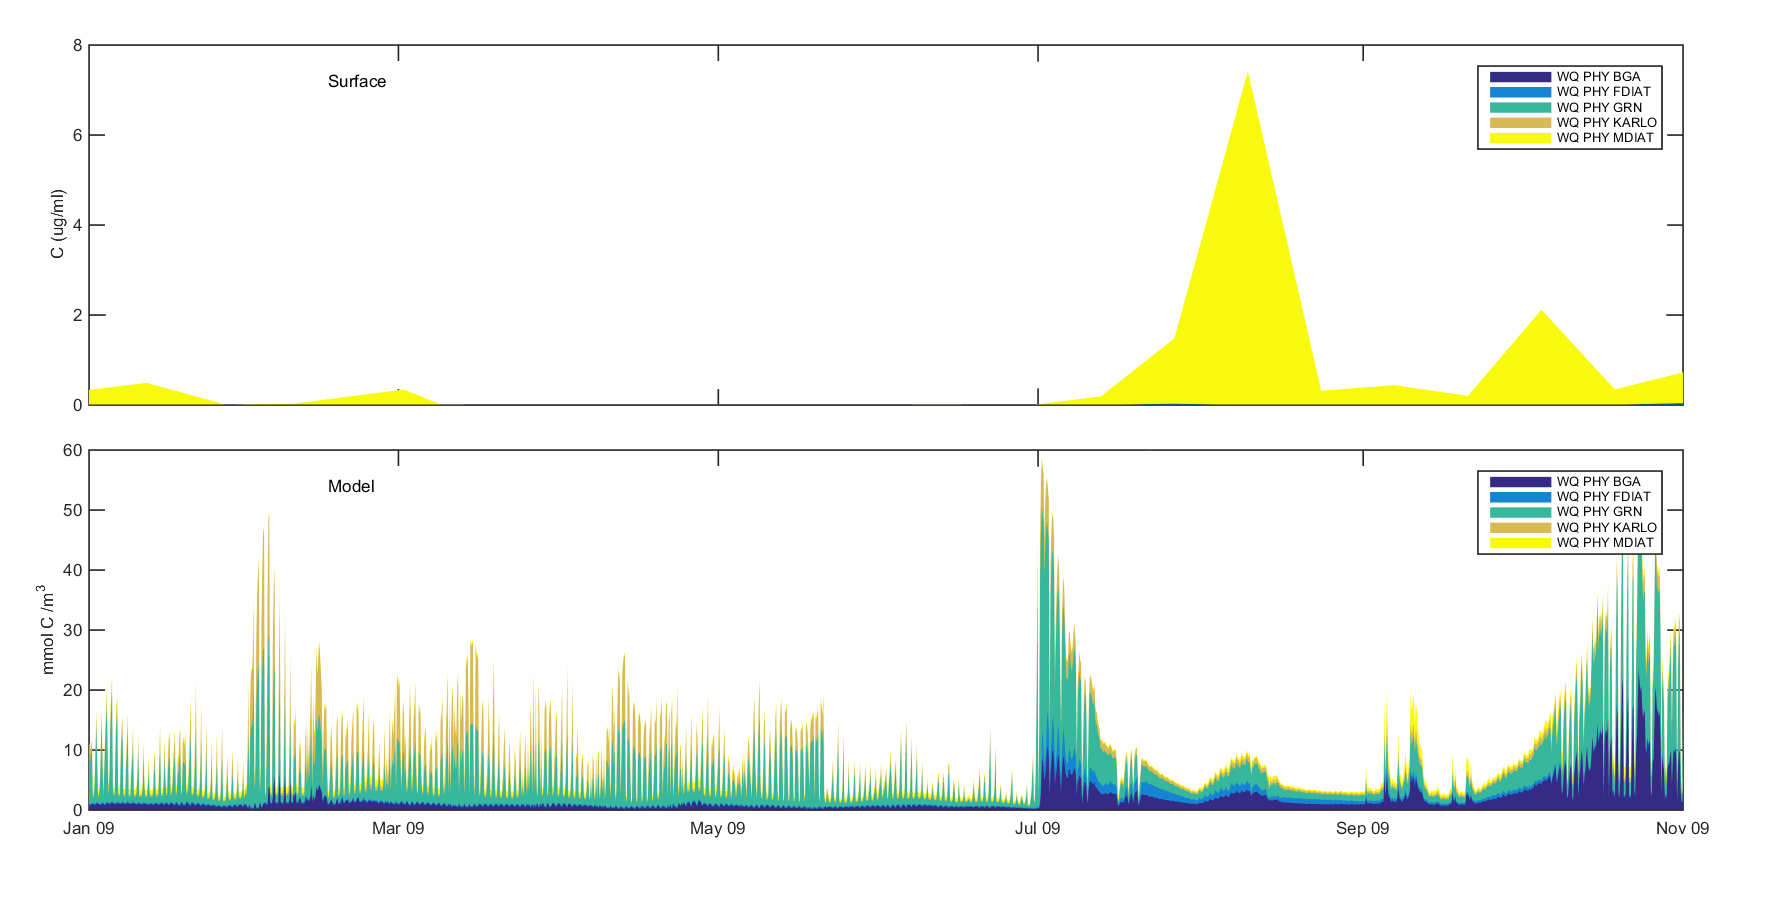 8
Surface
WQ PHY BGA
WQ PHY FDIAT
WQ PHY GRN
WQ PHY KARLO
WQ PHY MDIAT
6
4
2
0
C (ug/ml)
60
Model
WQ PHY BGA
WQ PHY FDIAT
WQ PHY GRN
WQ PHY KARLO
WQ PHY MDIAT
50
40
30
20
10
0
mmol C /m³
Jan 09 Mar 09 May 09 Jul 09 Sep 09 Nov 09